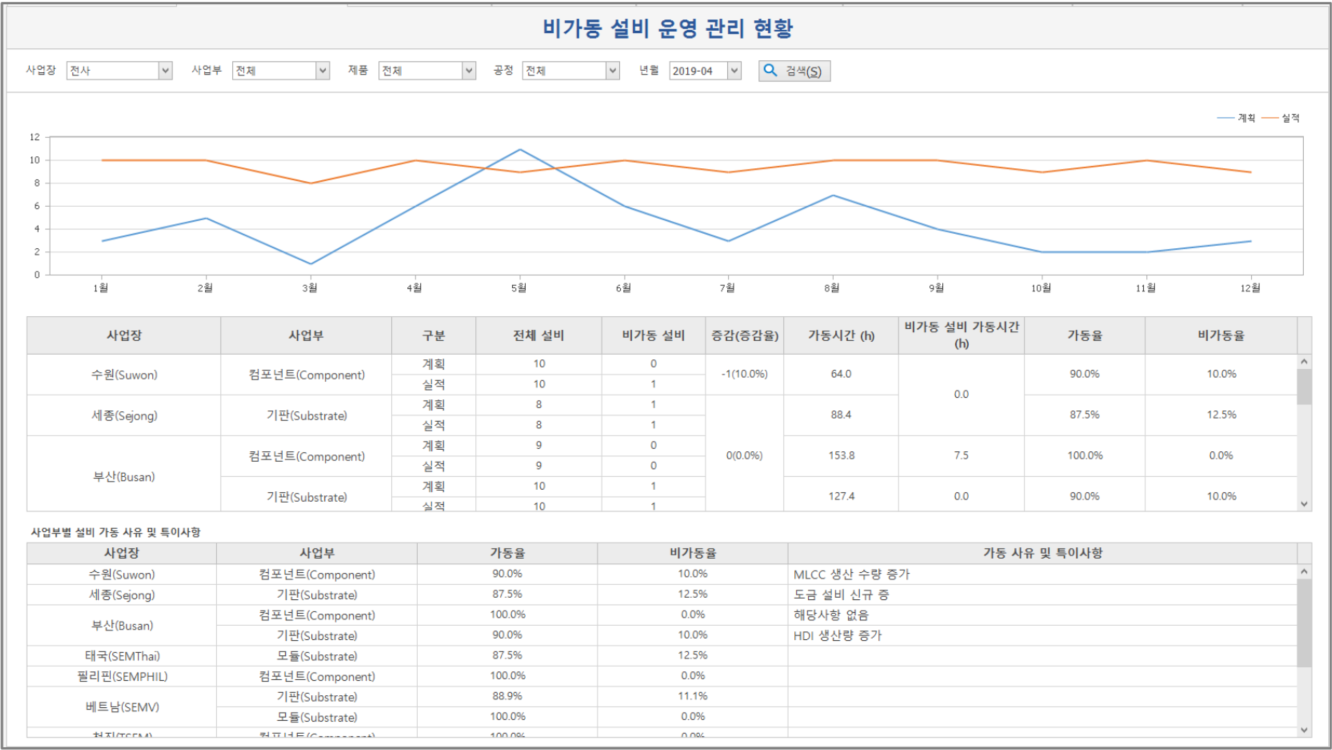 비가동 설비 운영 관리 현황
사업장 전사 사업부 전체 제품 전체 공정 전체 년월 2019-04 검색(S)
계획 실적
12
10
8
6
4
2
0
1월 2월 3월 4월 5월 6월 7월 8월 9월 10월 11월 12월
사업장 사업부 구분 전체 설비 비가동 설비 증감(증감율) 가동시간 (h) 비가동 설비 가동시간 (h) 가동율 비가동율
수원(Suwon) 컴포넌트(Component) 계획 10 0 -1(10.0%) 64.0 0.0 90.0% 10.0%
실적 10 1
세종(Sejong) 기판(Substrate) 계획 8 1 0(0.0%) 88.4 87.5% 12.5%
실적 8 1
부산(Busan) 컴포넌트(Component) 계획 9 0 153.8 7.5 100.0% 0.0%
실적 9 0
기판(Substrate) 계획 10 1 127.4 0.0 90.0% 10.0%
실적 10 1
사업부별 설비 가동 사유 및 특이사항
사업장 사업부 가동율 비가동율 가동 사유 및 특이사항
수원(Suwon) 컴포넌트(Component) 90.0% 10.0% MLCC 생산 수량 증가
세종(Sejong) 기판(Substrate) 87.5% 12.5% 도금 설비 신규 증
부산(Busan) 컴포넌트(Component) 100.0% 0.0% 해당사항 없음
기판(Substrate) 90.0% 10.0% HDI 생산량 증가
태국(SEMThai) 모듈(Substrate) 87.5% 12.5%
필리핀(SEMPHIL) 컴포넌트(Component) 100.0% 0.0%
베트남(SEMV) 기판(Substrate) 88.9% 11.1%
모듈(Substrate) 100.0% 0.0%
천진(TSEM) 컴포넌트(Component) 100.0% 0.0%